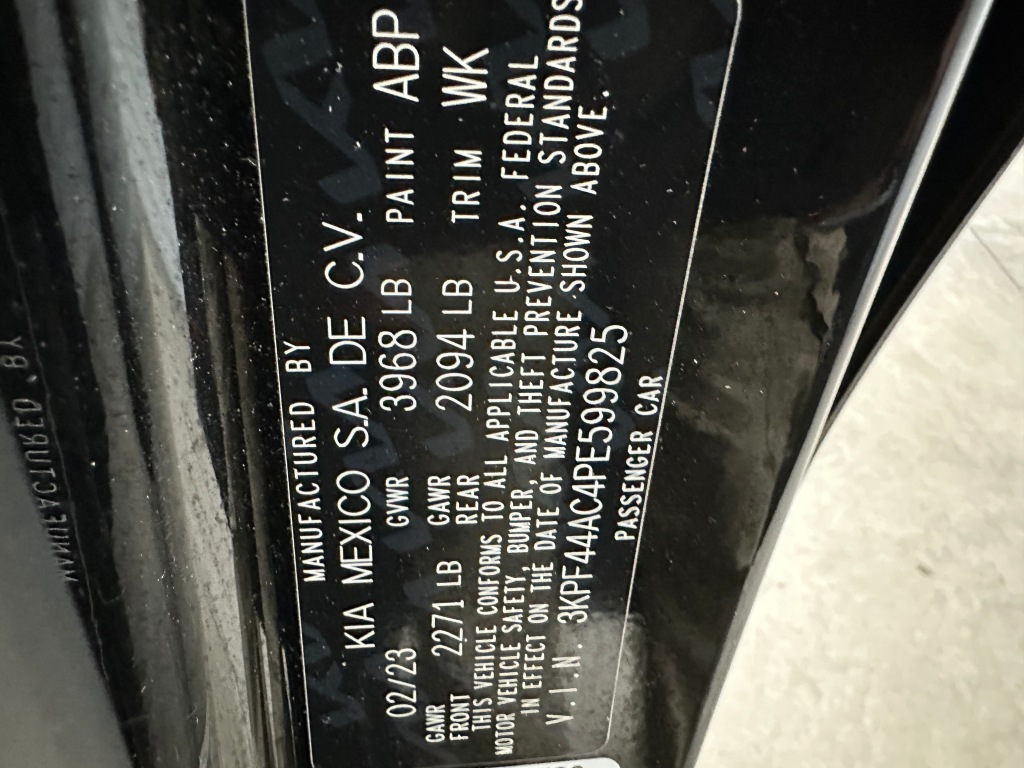 MANUFACTURED BY
KIA MEXICO S.A. DE C.V.
02/23 GVWR 3968 LB PAINT ABP
GAWR FRONT 2271 LB GAWR REAR 2094 LB TRIM WK
THIS VEHICLE CONFORMS TO ALL APPLICABLE U.S.A. FEDERAL
MOTOR VEHICLE SAFETY, BUMPER, AND THEFT PREVENTION STANDARDS
IN EFFECT ON THE DATE OF MANUFACTURE SHOWN ABOVE.
V.I.N. 3KPF44AC4PE599825
PASSENGER CAR